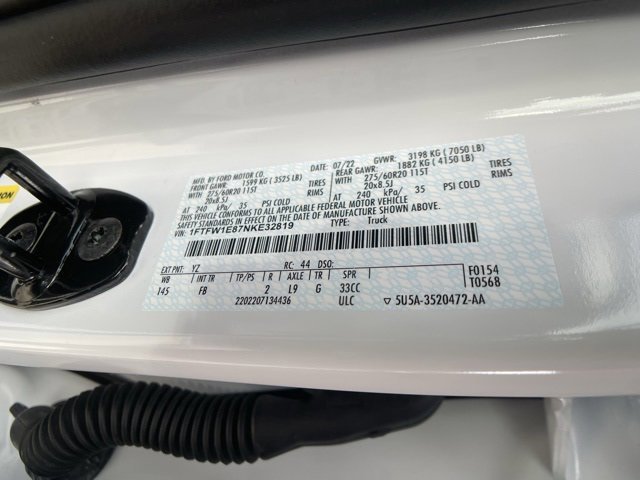 MFD. BY FORD MOTOR CO.
07/22 GVWR: 3198 KG ( 7050 LB)
FRONT GAWR: 1599 KG ( 3525 LB) REAR GAWR: 1882 KG ( 4150 LB)
WITH 275/60R20 115T TIRES WITH 275/60R20 115T TIRES
20x8.5J RIMS 20x8.5J RIMS
AT 240 kPa/ 35 PSI COLD AT 240 kPa/ 35 PSI COLD
THIS VEHICLE CONFORMS TO ALL APPLICABLE FEDERAL MOTOR VEHICLE
SAFETY STANDARDS IN EFFECT ON THE DATE OF MANUFACTURE SHOWN ABOVE.
VIN: 1FTFW1E87NKE32819 TYPE: Truck
EXT PNT: YZ RC: 44 DSO: F0154
WB INT TR TP/PS R AXLE TR SPR T0568
145 FB 2 L9 G 33CC
2202207134436 ULC ▽ 5U5A-3520472-AA